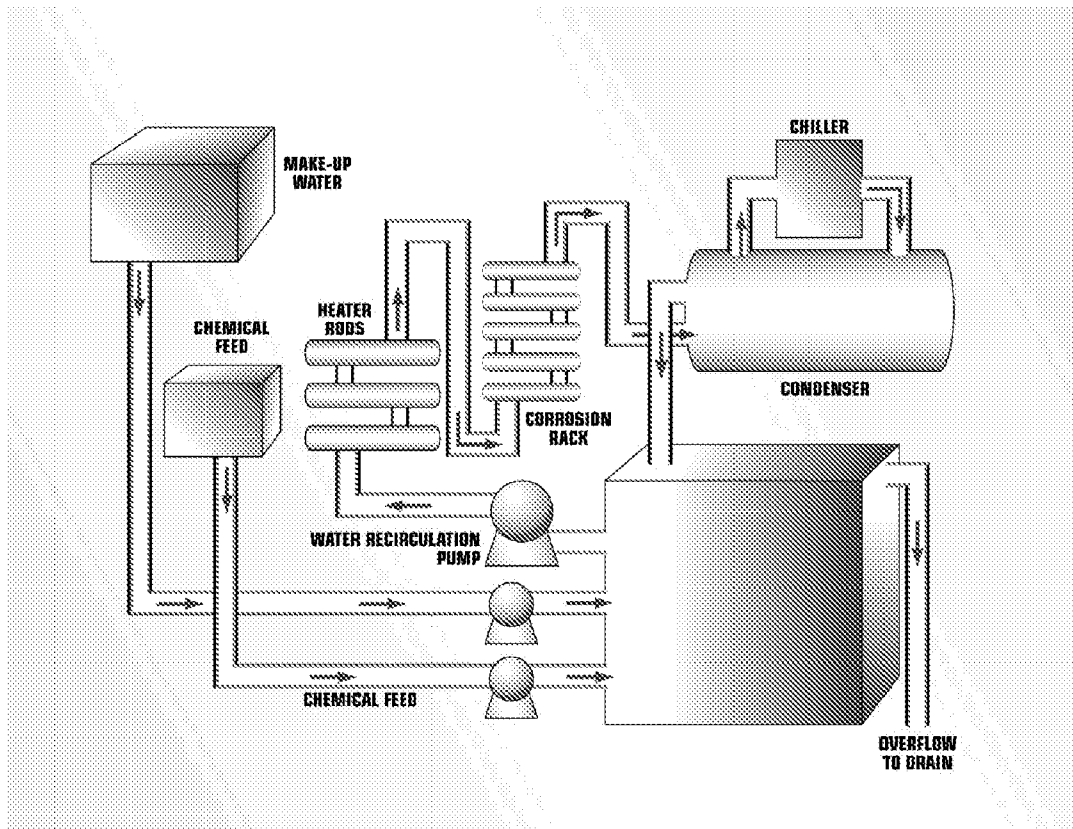 CHILLER
MAKE-UP
WATER
HEATER
RODS
CHEMICAL
FEED
CONDENSER
CORROSION
RACK
WATER RECIRCULATION
PUMP
CHEMICAL FEED
OVERFLOW
TO DRAIN